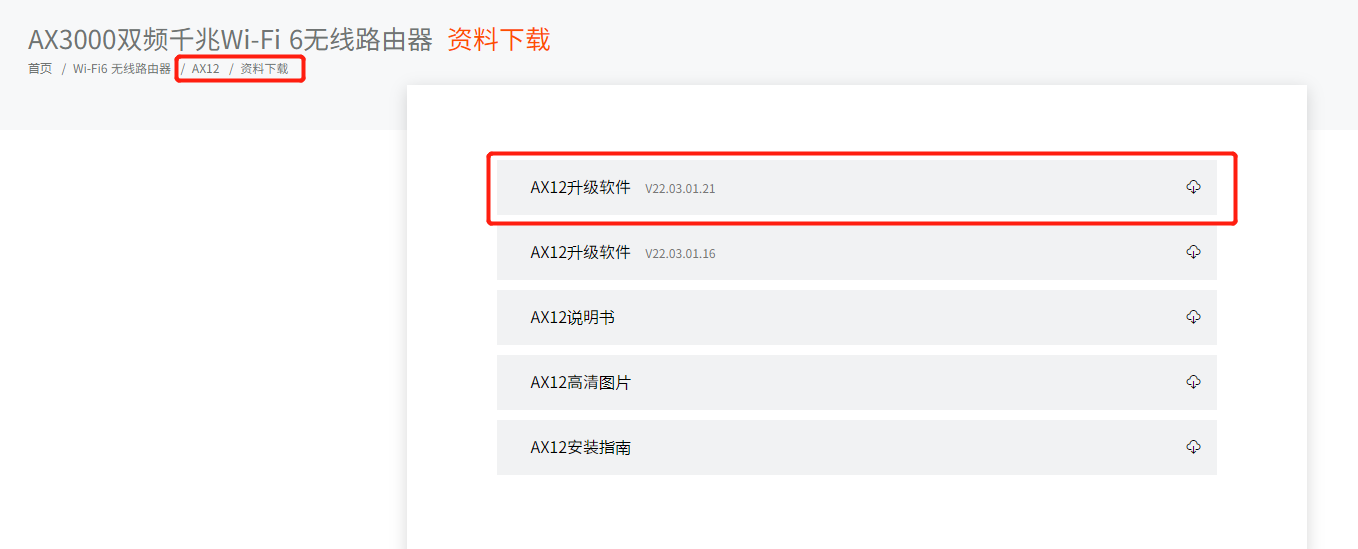 AX3000双频千兆Wi-Fi 6无线路由器 资料下载
首页 / Wi-Fi6 无线路由器 / AX12 / 资料下载
AX12升级软件 V22.03.01.21
AX12升级软件 V22.03.01.16
AX12说明书
AX12高清图片
AX12安装指南